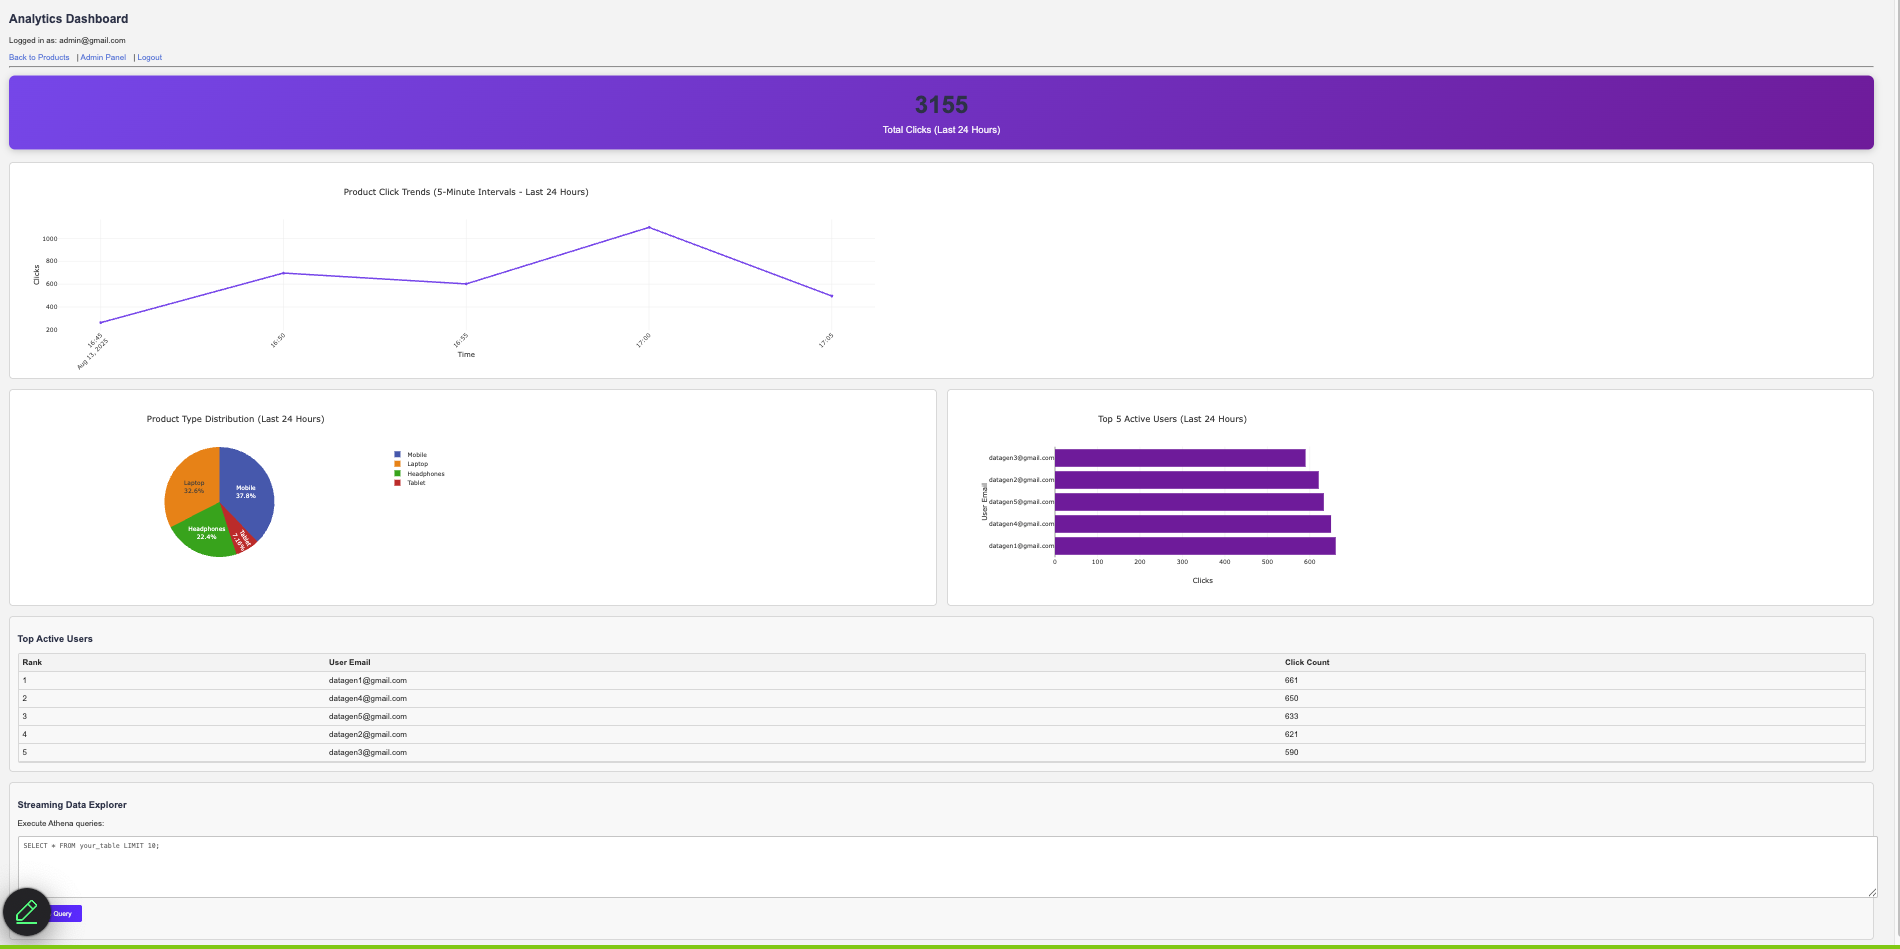 Analytics Dashboard
Logged in as: admin@gmail.com
Back to Products | Admin Panel | Logout
3155
Total Clicks (Last 24 Hours)
Product Click Trends (5-Minute Intervals - Last 24 Hours)
Clicks
1000
800
600
400
200
16:45
Aug 13, 2025
16:50
16:55
17:00
17:05
Time
Product Type Distribution (Last 24 Hours)
Laptop
32.6%
Mobile
37.8%
Headphones
22.4%
Tablet
7.16%
Mobile
Laptop
Headphones
Tablet
Top 5 Active Users (Last 24 Hours)
User Email
datagen3@gmail.com
datagen2@gmail.com
datagen5@gmail.com
datagen4@gmail.com
datagen1@gmail.com
0 100 200 300 400 500 600
Clicks
Top Active Users
Rank User Email Click Count
1 datagen1@gmail.com 661
2 datagen4@gmail.com 650
3 datagen5@gmail.com 633
4 datagen2@gmail.com 621
5 datagen3@gmail.com 590
Streaming Data Explorer
Execute Athena queries:
SELECT * FROM your_table LIMIT 10;
Query